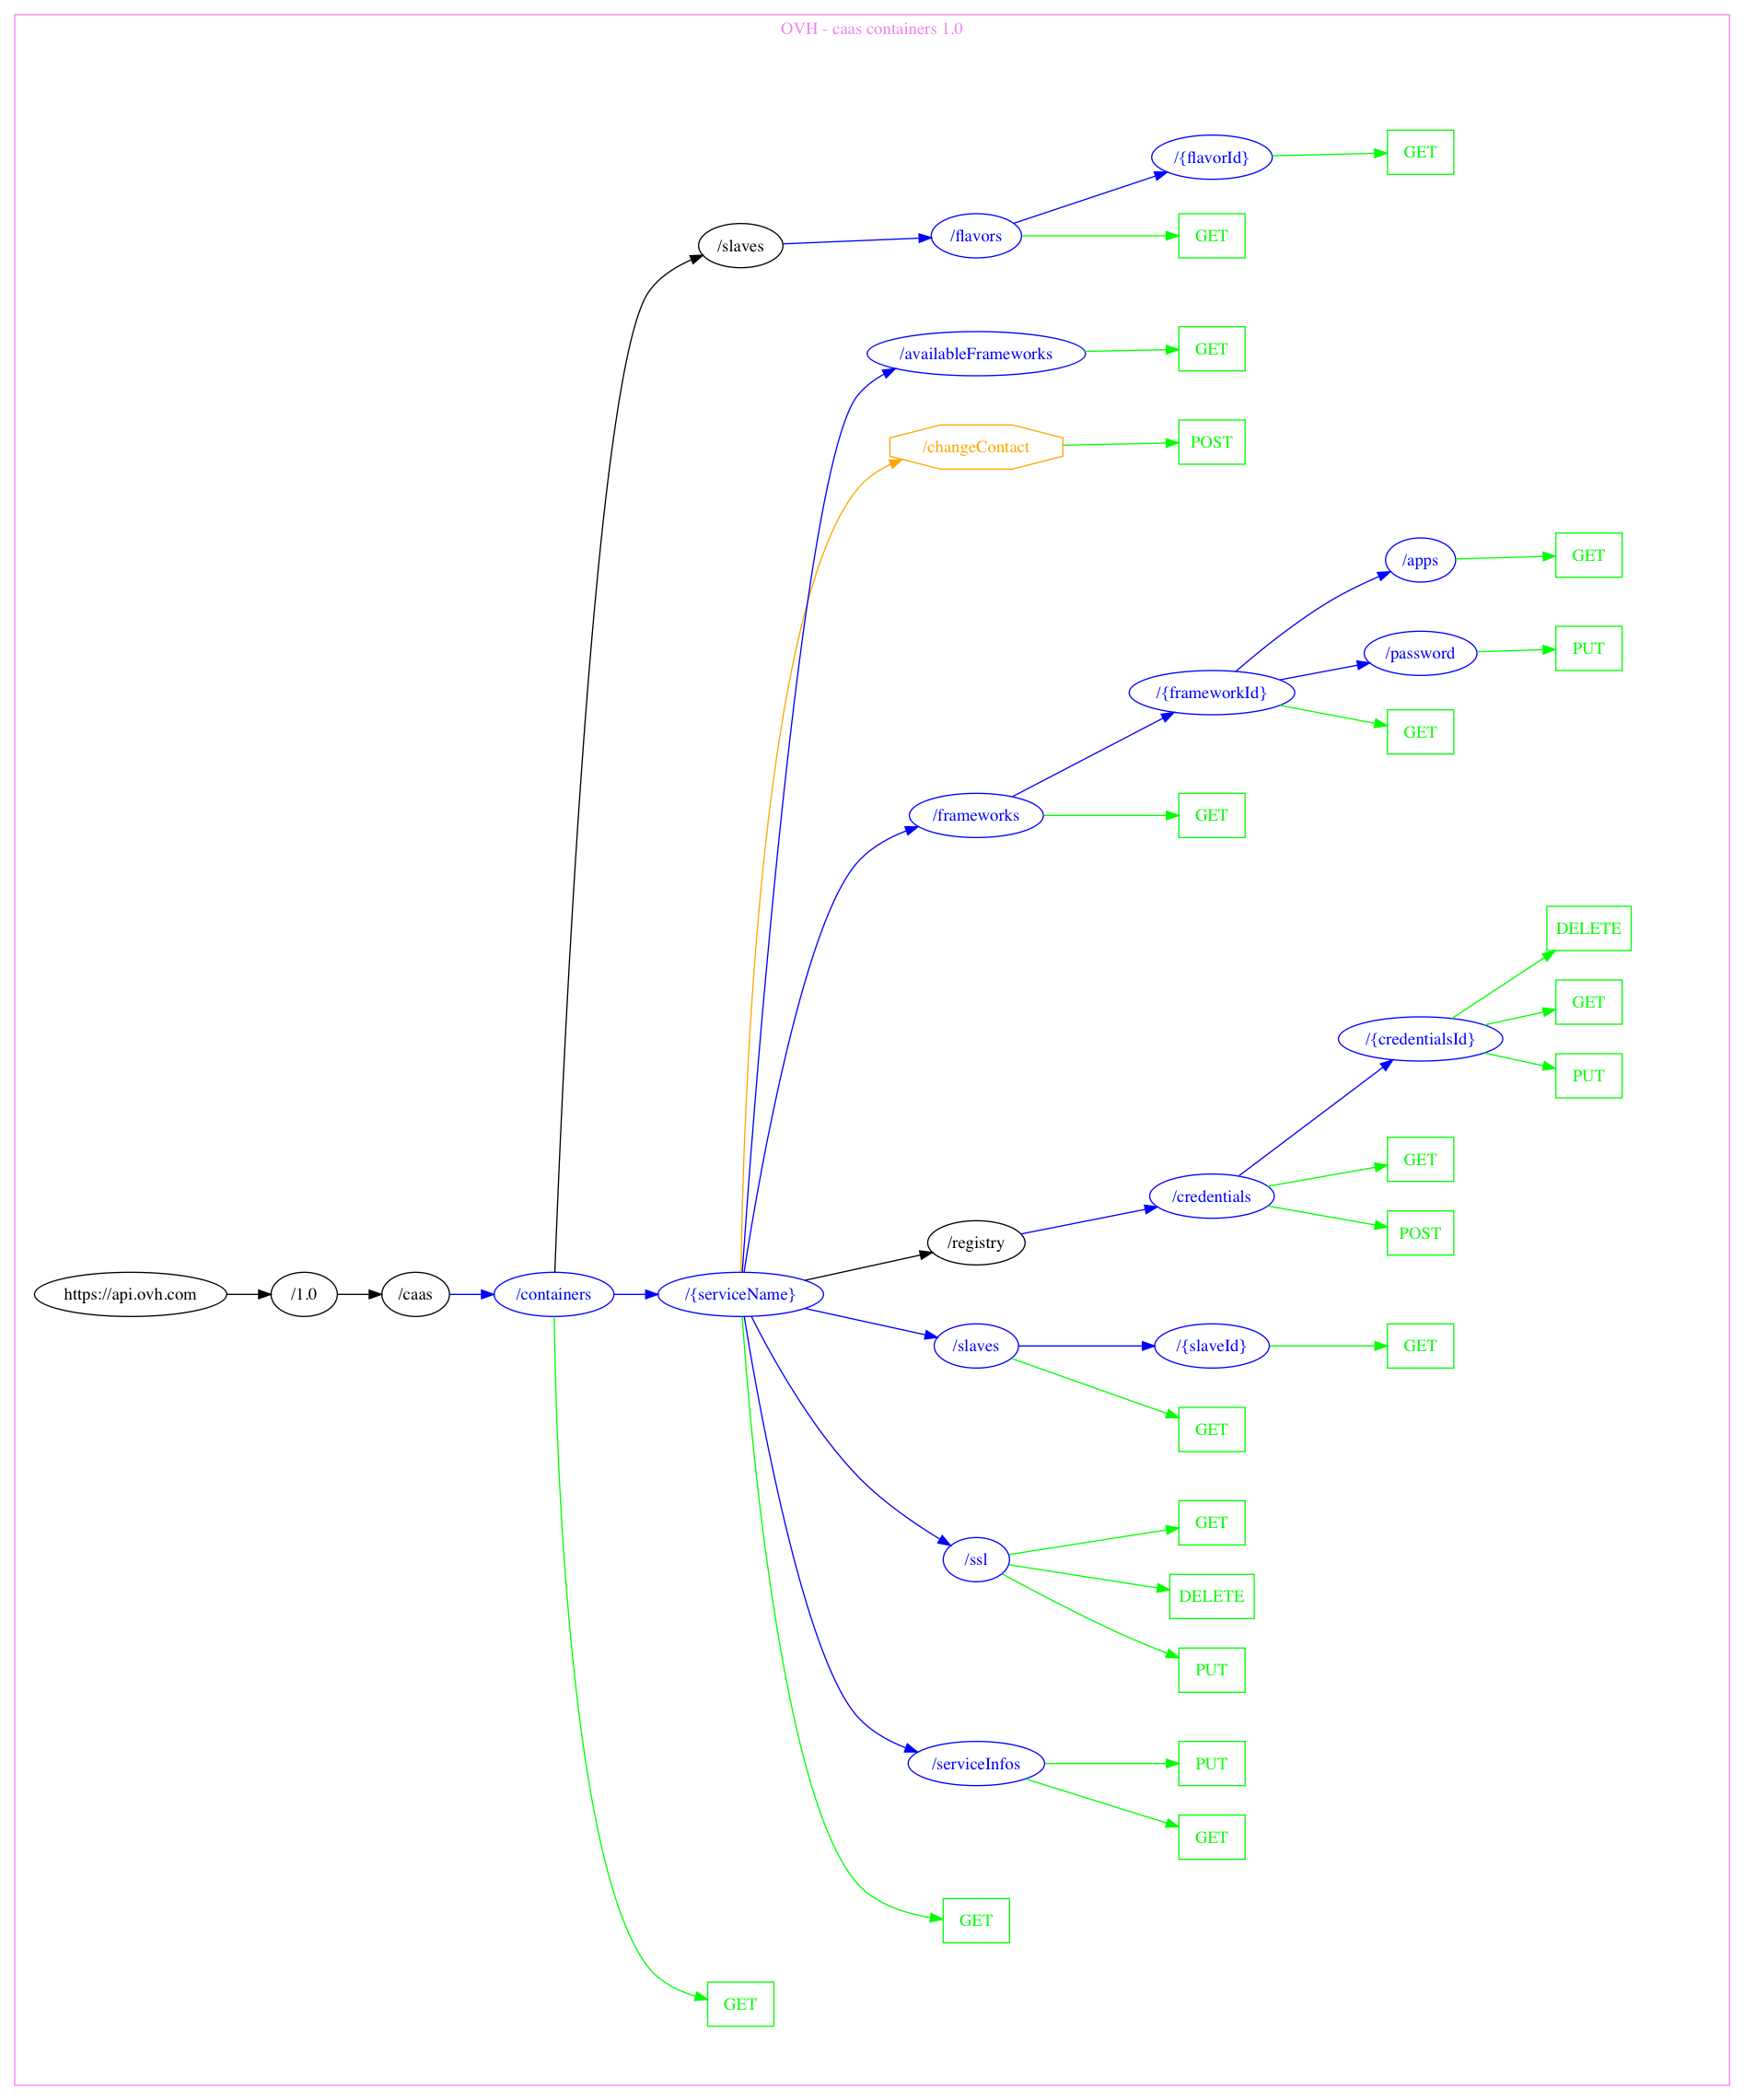 OVH - caas containers 1.0
/{flavorId}
GET
/flavors
GET
/slaves
/availableFrameworks
GET
/changeContact
POST
/apps
GET
/password
PUT
/{frameworkId}
GET
/frameworks
GET
DELETE
GET
/{credentialsId}
PUT
GET
/credentials
POST
/registry
https://api.ovh.com
/1.0
/caas
/containers
/{serviceName}
/slaves
/{slaveId}
GET
GET
GET
/ssl
DELETE
PUT
/serviceInfos
PUT
GET
GET
GET